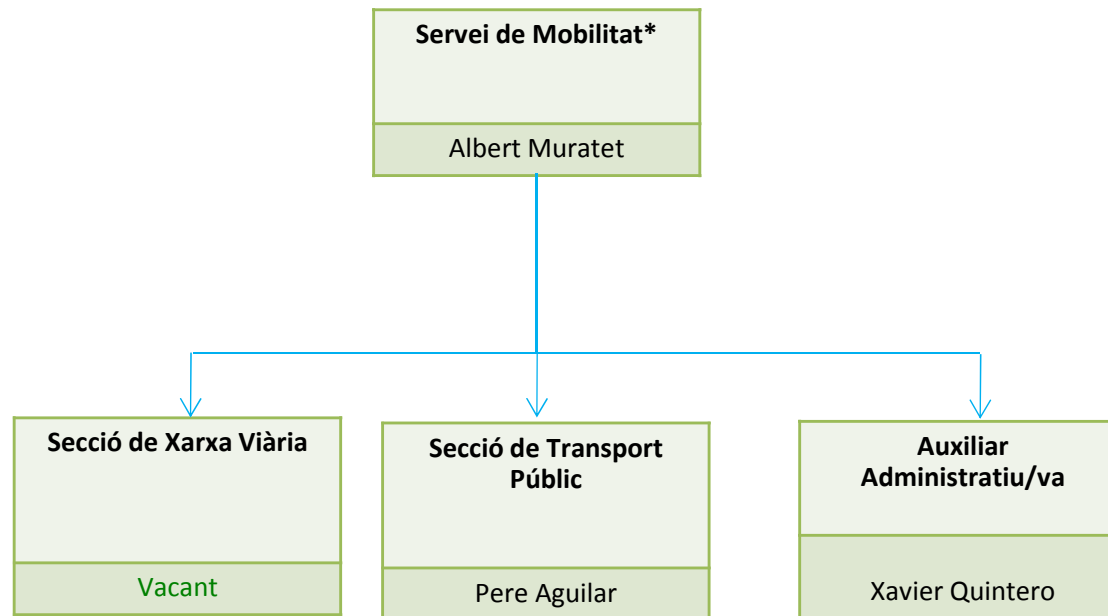 Servei de Mobilitat*
Albert Muratet
Secció de Xarxa Viària
Vacant
Secció de Transport
Públic
Pere Aguilar
Auxiliar
Administratiu/va
Xavier Quintero